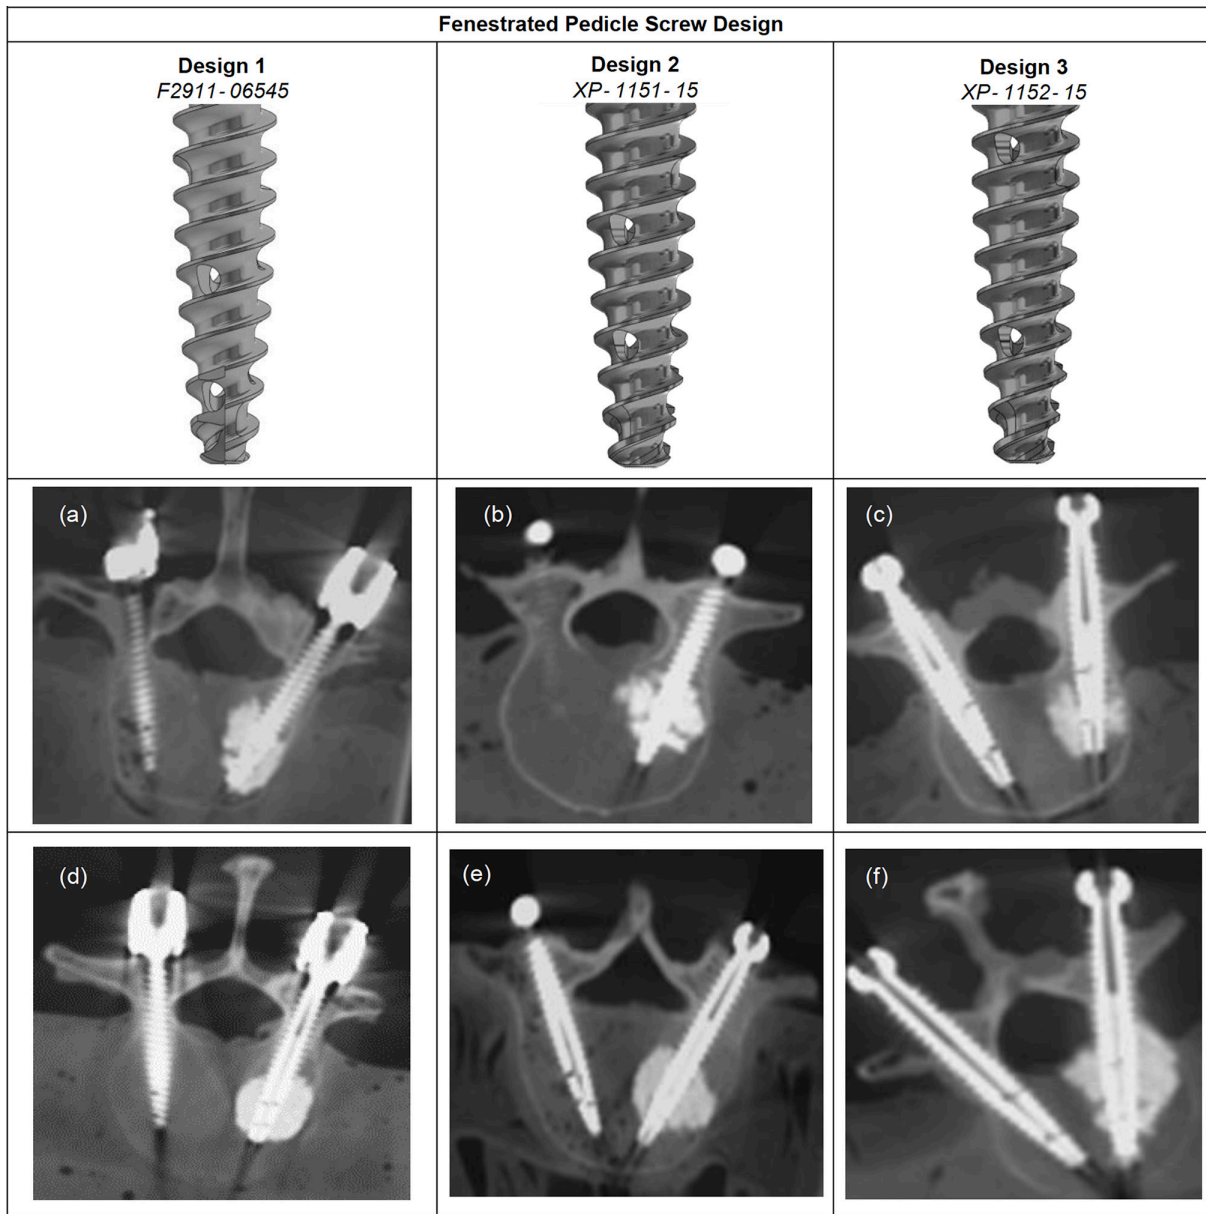 Fenestrated Pedicle Screw Design
Design 1
F2911-06545
Design 2
XP-1151-15
Design 3
XP-1152-15
(a)
(b)
(c)
(d)
(e)
(f)